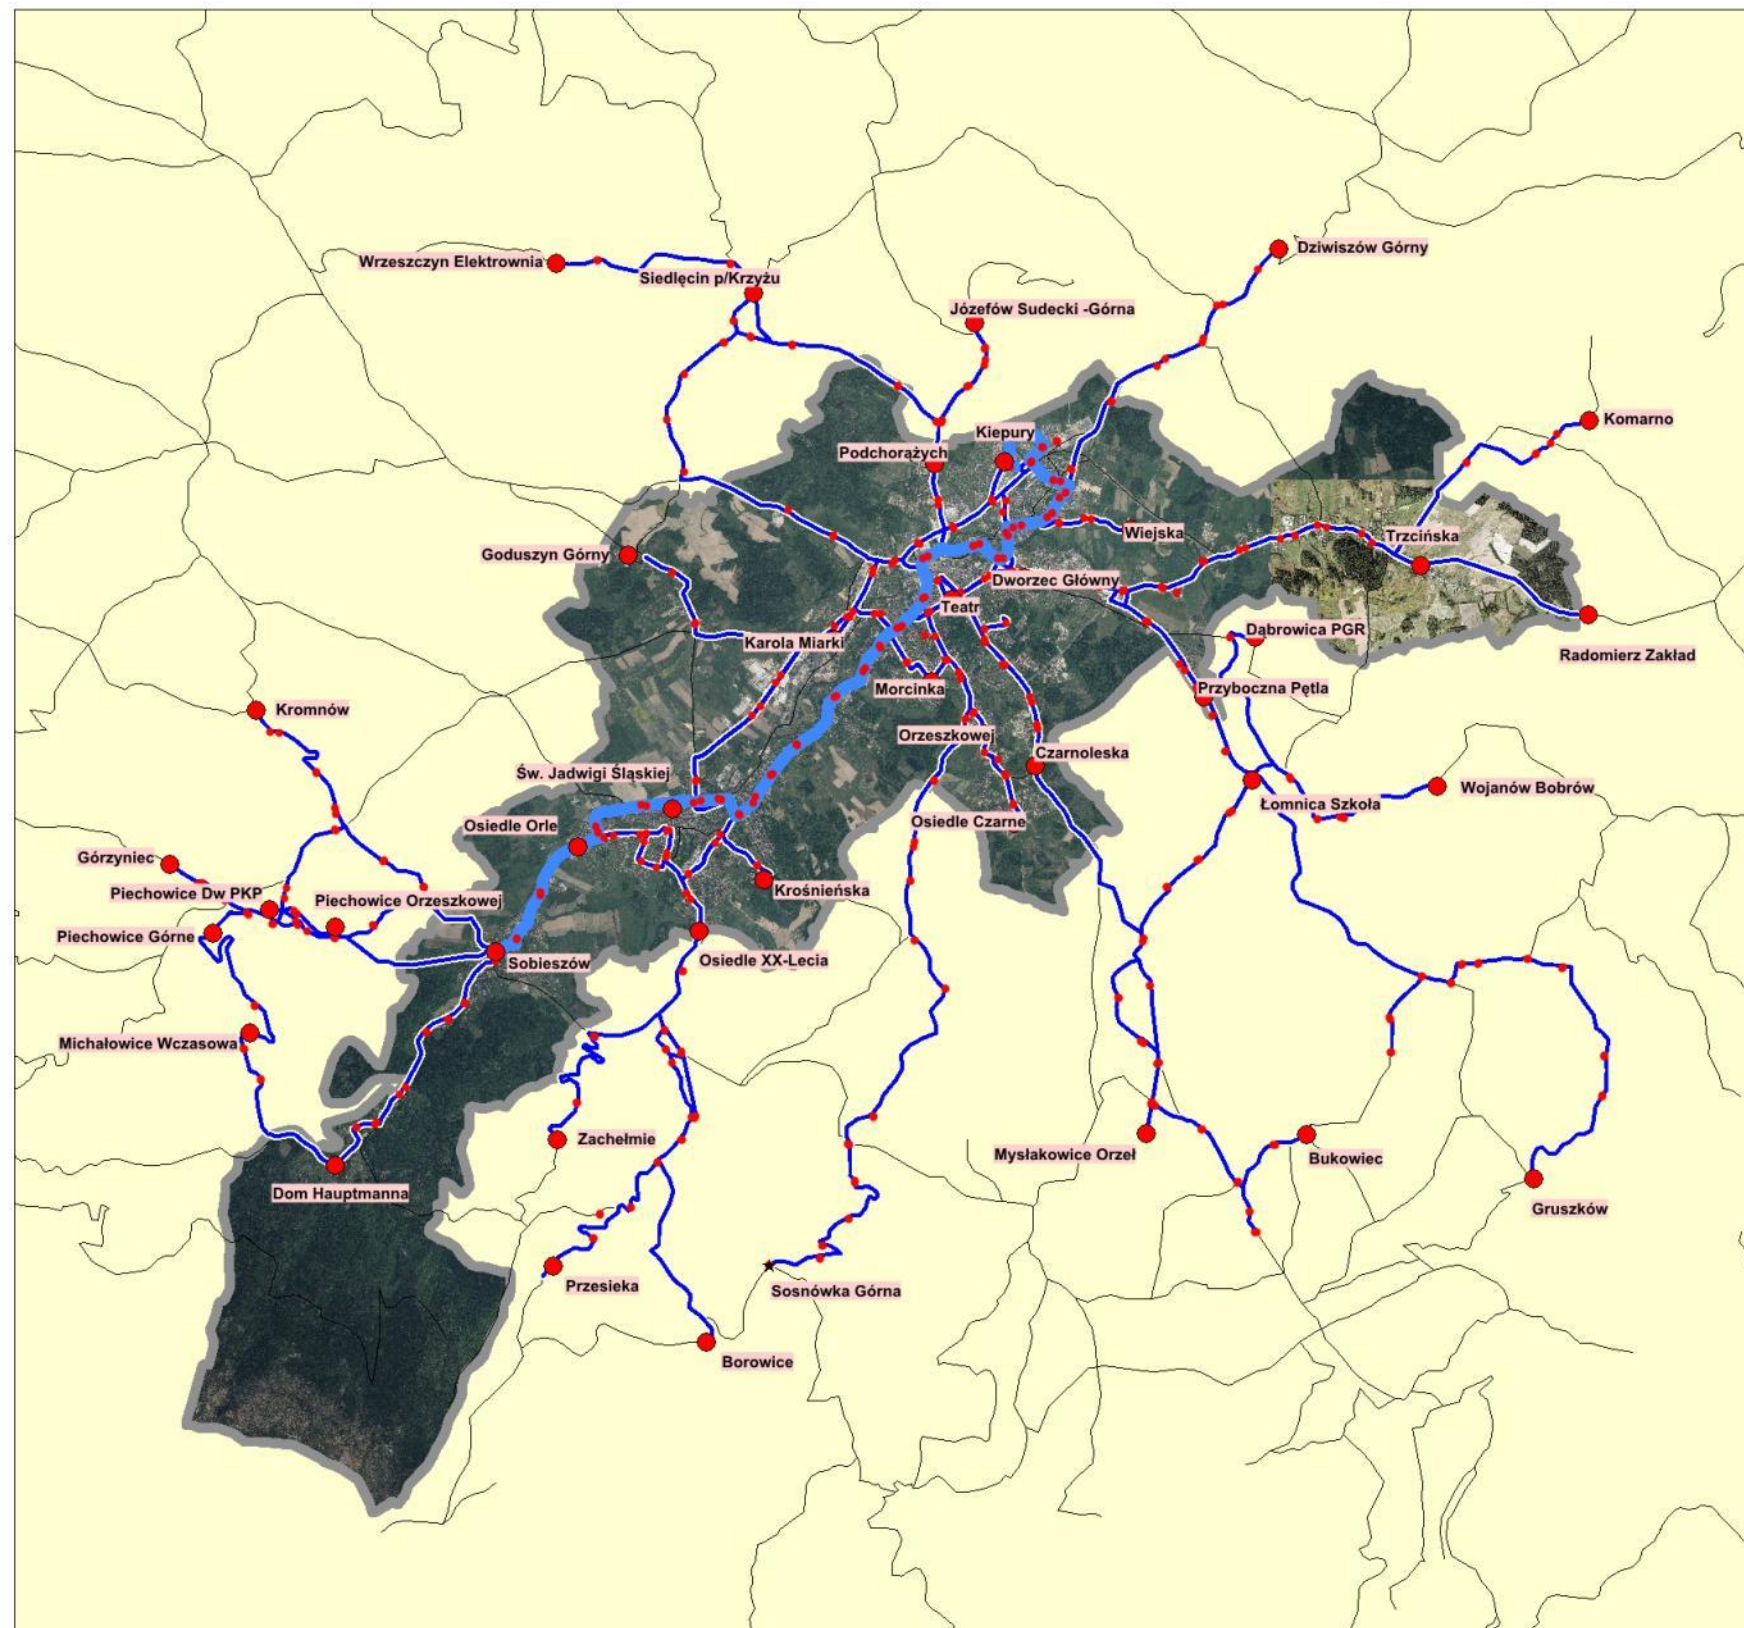 Dziwiszów Górny
Wrzeszczyn Elektrownia
Siedlęcin p/Krzyżu
Józefów Sudecki -Górna
Komarno
Kiepury
Podchorążych
Wiejska
Trzcińska
Goduszyn Górny
Dworzec Główny
Teatr
Dąbrowica PGR
Karola Miarki
Radomierz Zakład
Morcinka
Przyboczna Pętla
Kromnów
Orzeszkowej
Czarnoleska
Św. Jadwigi Śląskiej
Wojanów Bobrów
Łomnica Szkoła
Osiedle Orle
Osiedle Czarne
Górzyniec
Krośnieńska
Piechowice Dw PKP
Piechowice Orzeszkowej
Piechowice Górne
Osiedle XX-Lecia
Sobieszów
Michałowice Wczasowa
Zachełmie
Mysłakowice Orzeł
Bukowiec
Dom Hauptmanna
Gruszków
Przesieka
Sosnówka Górna
Borowice